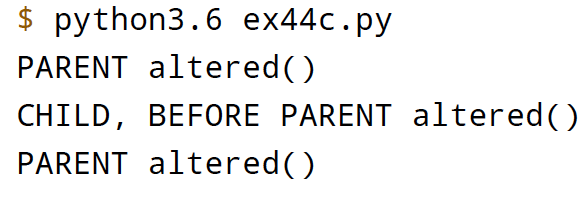 $ python3.6 ex44c.py
PARENT altered()
CHILD, BEFORE PARENT altered()
PARENT altered()